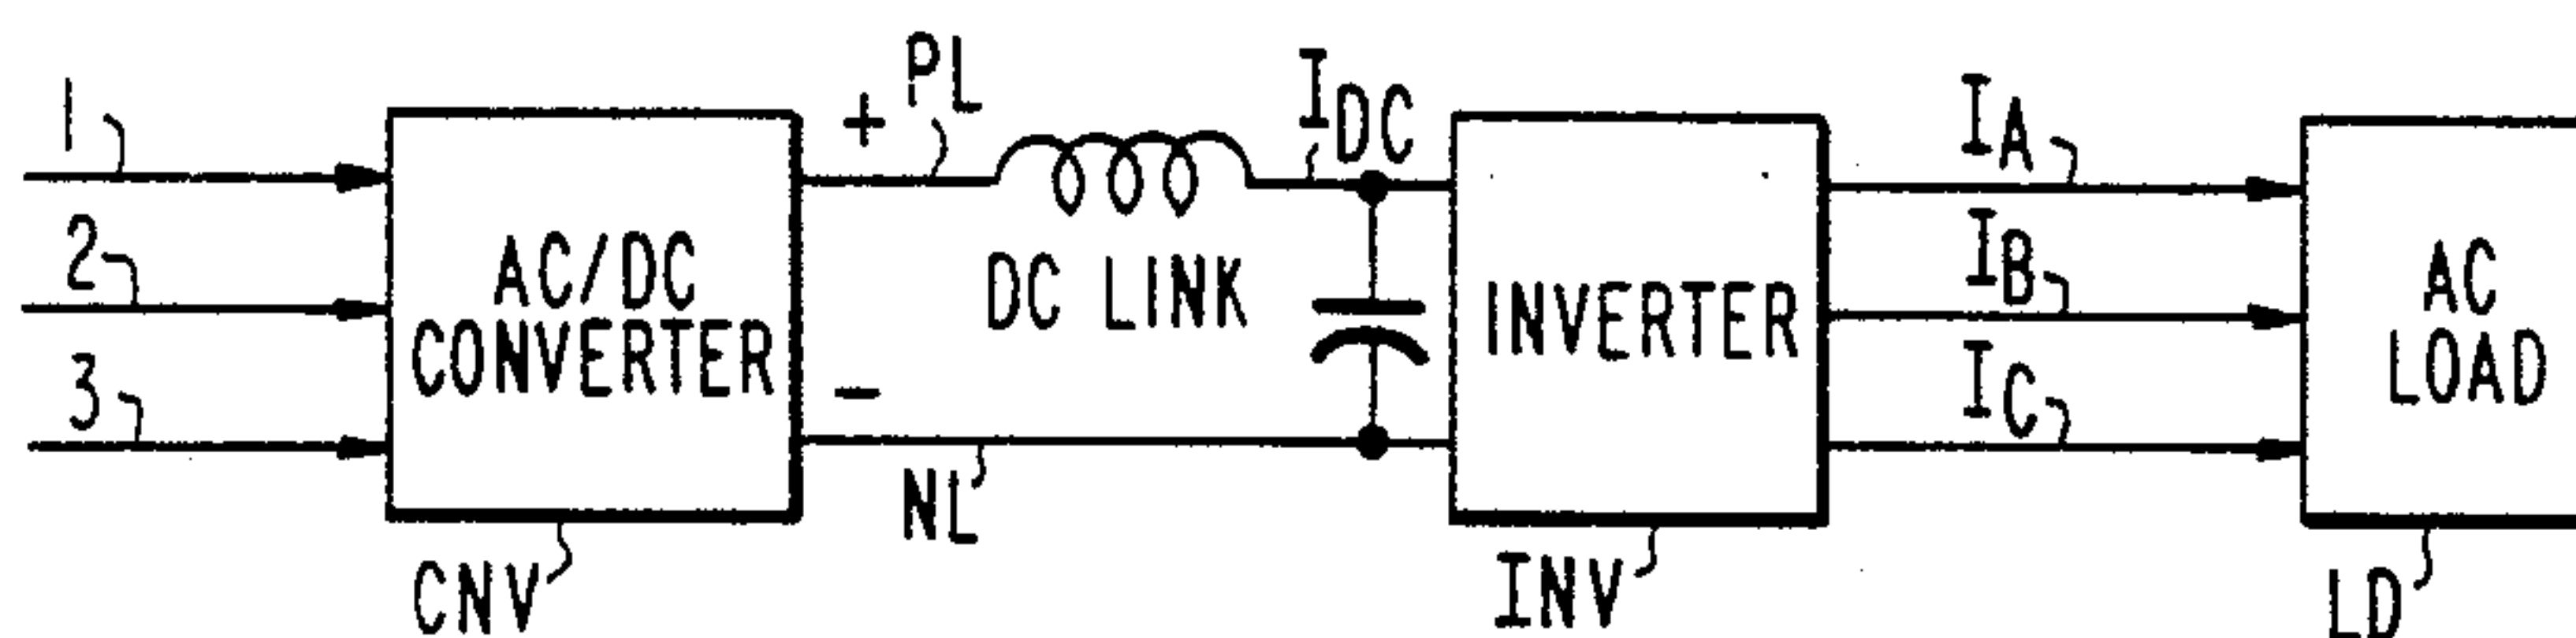 1
2
3
AC/DC
CONVERTER
CNV
+
PL
-
NL
DC LINK
IDC
INVERTER
INV
IA
IB
IC
AC
LOAD
LD